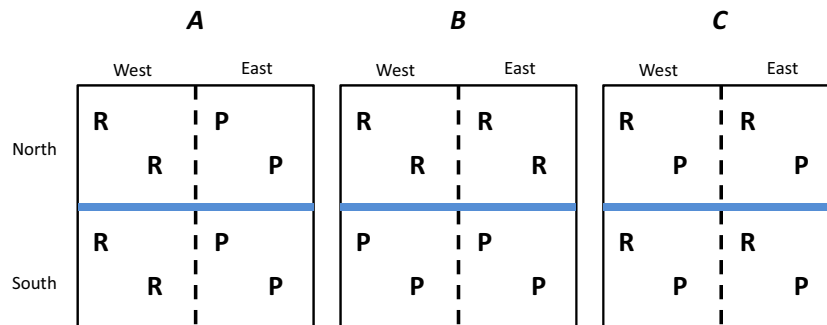 A B C
West East West East West East
R P R R R R
North
R P R R P P
R P P P R R
South
R P P P P P